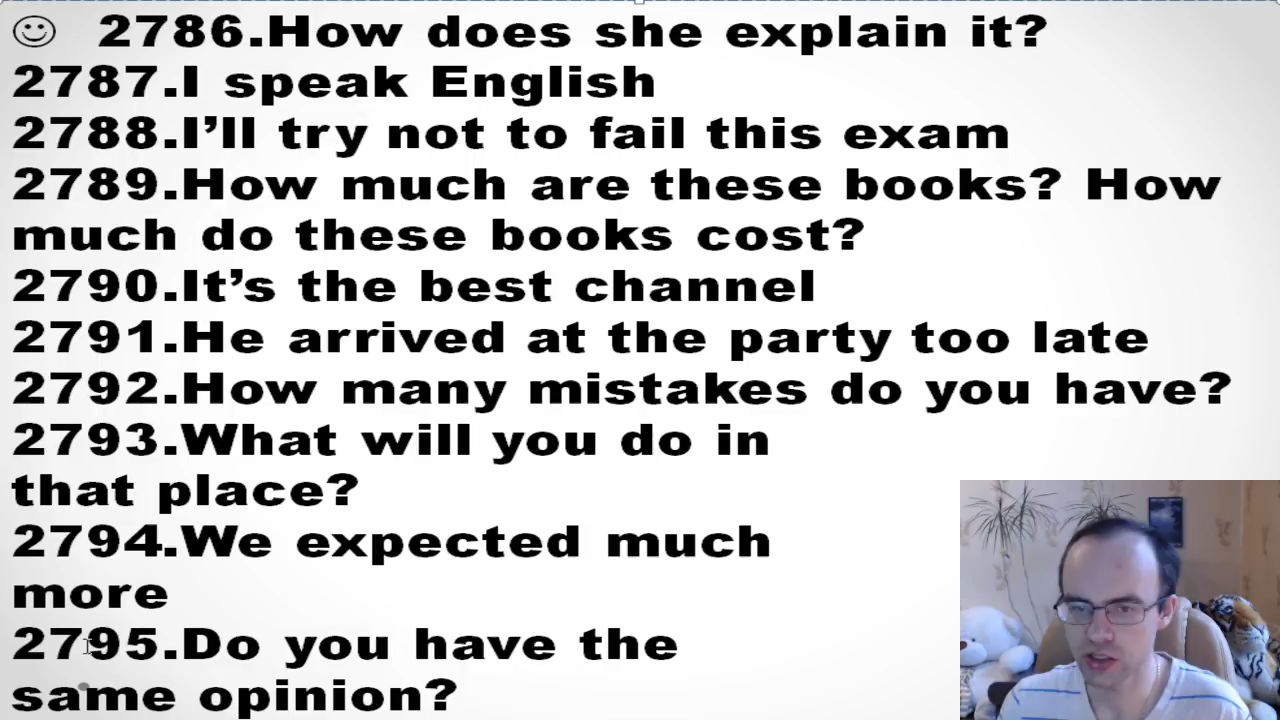 ☺ 2786.How does she explain it?
2787.I speak English
2788.I’ll try not to fail this exam
2789.How much are these books? How
much do these books cost?
2790.It’s the best channel
2791.He arrived at the party too late
2792.How many mistakes do you have?
2793.What will you do in
that place?
2794.We expected much
more
2795.Do you have the
same opinion?